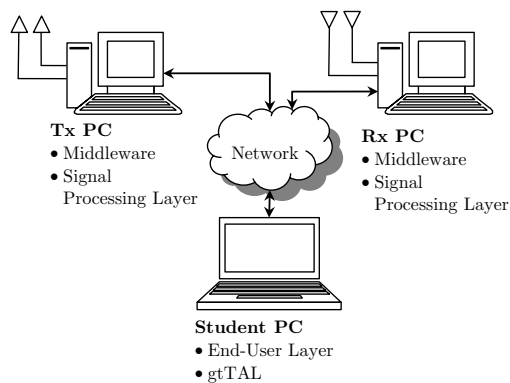 Tx PC
• Middleware
• Signal
Processing Layer
Network
Rx PC
• Middleware
• Signal
Processing Layer
Student PC
• End-User Layer
• gtTAL